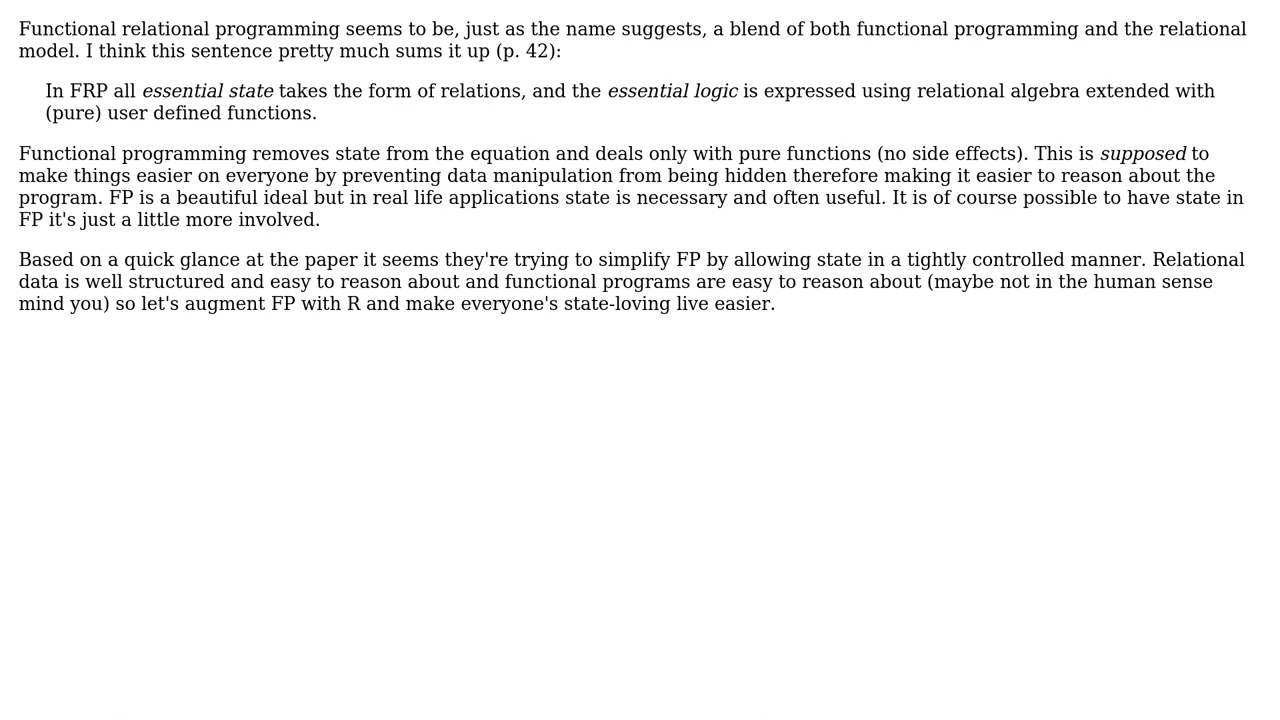 Functional relational programming seems to be, just as the name suggests, a blend of both functional programming and the relational
model. I think this sentence pretty much sums it up (p. 42):
In FRP all essential state takes the form of relations, and the essential logic is expressed using relational algebra extended with
(pure) user defined functions.
Functional programming removes state from the equation and deals only with pure functions (no side effects). This is supposed to
make things easier on everyone by preventing data manipulation from being hidden therefore making it easier to reason about the
program. FP is a beautiful ideal but in real life applications state is necessary and often useful. It is of course possible to have state in
FP it's just a little more involved.
Based on a quick glance at the paper it seems they're trying to simplify FP by allowing state in a tightly controlled manner. Relational
data is well structured and easy to reason about and functional programs are easy to reason about (maybe not in the human sense
mind you) so let's augment FP with R and make everyone's state-loving live easier.